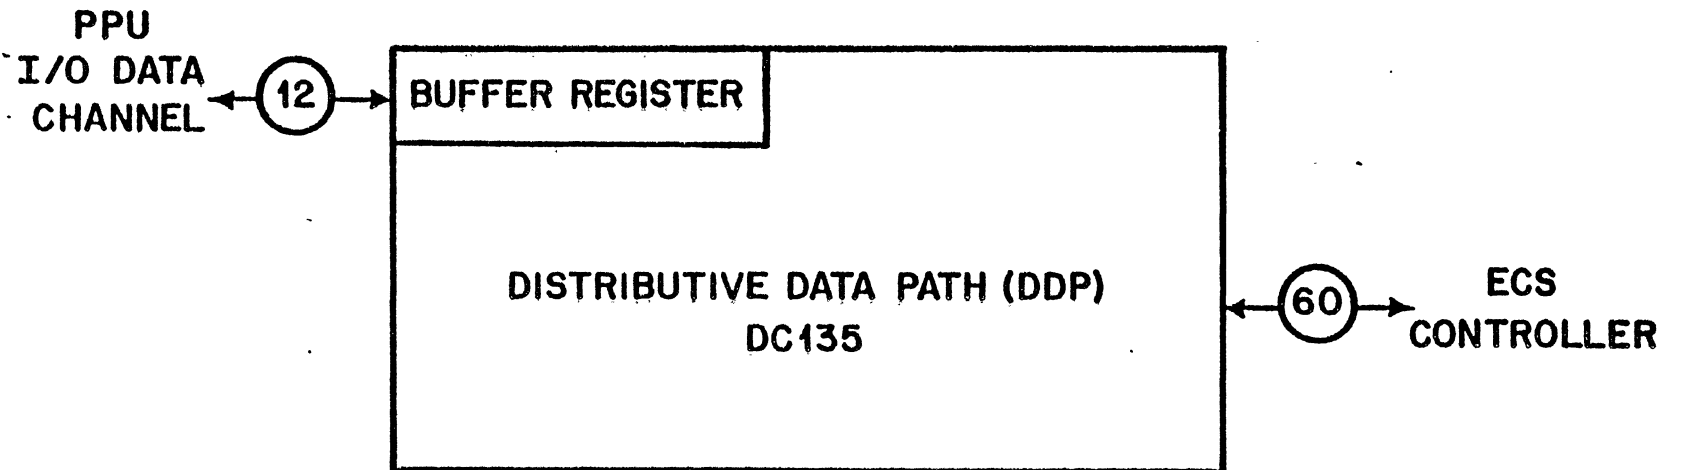 PPU
I/O DATA
CHANNEL
12
BUFFER REGISTER
DISTRIBUTIVE DATA PATH (DDP)
DC135
60
ECS
CONTROLLER